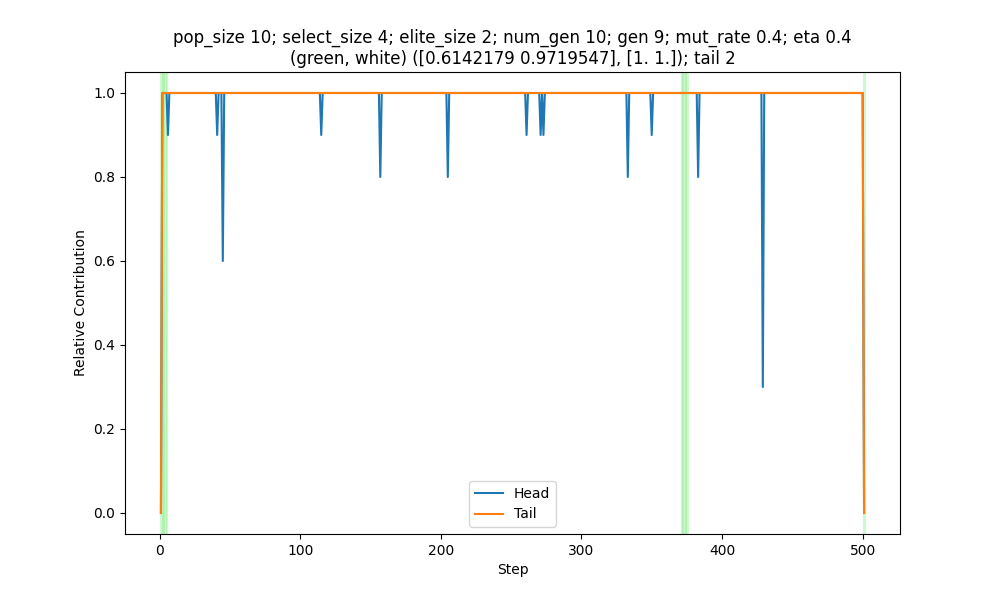 pop_size 10; select_size 4; elite_size 2; num_gen 10; gen 9; mut_rate 0.4; eta 0.4
(green, white) ([0.6142179 0.9719547], [1. 1.]); tail 2
1.0
0.8
0.6
0.4
0.2
0.0
Relative Contribution
Head
Tail
0
100
200
300
400
500
Step